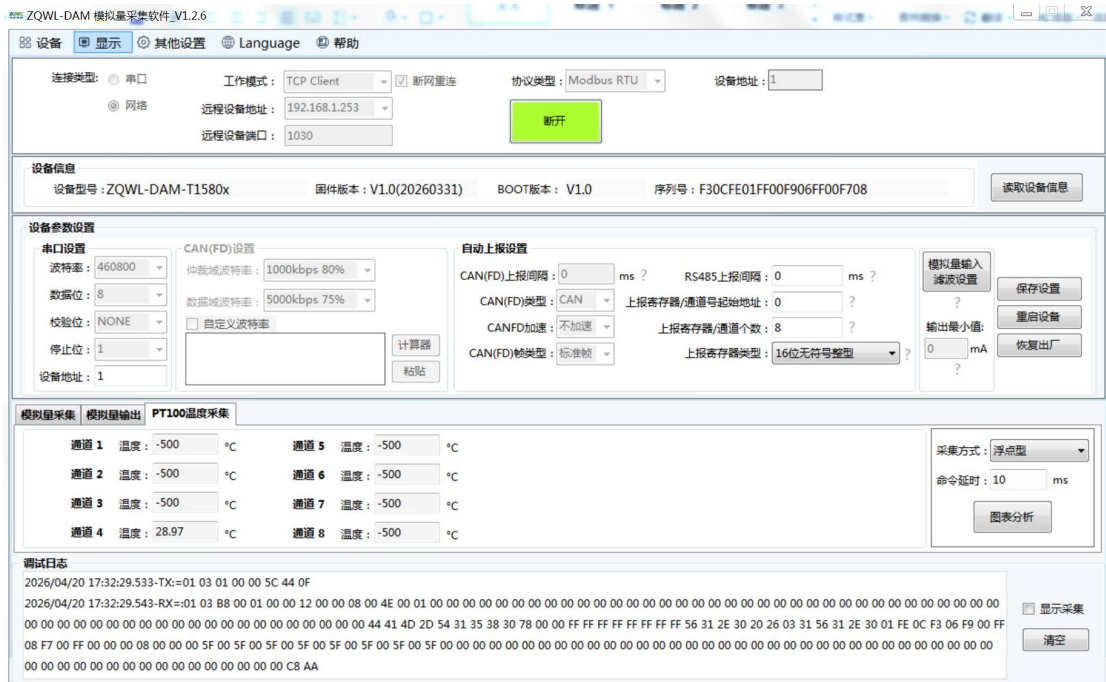 ZQWL-DAM 模拟量采集软件_V1.2.6
设备 显示 其他设置 Language 帮助
连接类型: 串口 工作模式： TCP Client 断网重连 协议类型： Modbus RTU 设备地址： 1
网络 远程设备地址： 192.168.1.253 断开
远程设备端口： 1030
设备信息
设备型号：ZQWL-DAM-T1580x 固件版本：V1.0(20260331) BOOT版本： V1.0 序列号：F30CFE01FF00F906FF00F708 读取设备信息
设备参数设置
串口设置 CAN(FD)设置 自动上报设置
波特率： 460800 仲裁域波特率： 1000kbps 80% CAN(FD)上报间隔： 0 ms ? RS485上报间隔： 0 ms ? 模拟量输入
滤波设置
数据位： 8 数据域波特率： 5000kbps 75% CAN(FD)类型： CAN 上报寄存器/通道号起始地址： 0 ? ? 保存设置
校验位： NONE 自定义波特率 CANFD加速： 不加速 上报寄存器/通道个数： 8 ? 输出最小值: 重启设备
停止位： 1 计算器 CAN(FD)帧类型： 标准帧 上报寄存器类型： 16位无符号整型 ? 0 mA 恢复出厂
设备地址： 1 粘贴 ?
模拟量采集 模拟量输出 PT100温度采集
通道 1 温度： -500 °C 通道 5 温度： -500 °C 采集方式： 浮点型
通道 2 温度： -500 °C 通道 6 温度： -500 °C 命令延时： 10 ms
通道 3 温度： -500 °C 通道 7 温度： -500 °C 图表分析
通道 4 温度： 28.97 °C 通道 8 温度： -500 °C
调试日志
2026/04/20 17:32:29.533-TX:=01 03 01 00 00 5C 44 0F
2026/04/20 17:32:29.543-RX=:01 03 B8 00 01 00 00 12 00 00 08 00 4E 00 01 00 00 00 00 00 00 00 00 00 00 00 00 00 00 00 00 00 00 00 00 00 00 00 00 00 00 00 00 00 00 00 00 00 显示采集
00 00 00 00 00 00 00 00 00 00 00 00 00 00 00 00 00 00 44 41 4D 2D 54 31 35 38 30 78 00 00 FF FF FF FF FF FF FF FF 56 31 2E 30 20 26 03 31 56 31 2E 30 01 FE 0C F3 06 F9 00 FF
08 F7 00 FF 00 00 00 08 00 00 00 5F 00 5F 00 5F 00 5F 00 5F 00 5F 00 5F 00 5F 00 00 00 00 00 00 00 00 00 00 00 00 00 00 00 00 00 00 00 00 00 00 00 00 00 00 00 00 00 清空
00 00 00 00 00 00 00 00 00 00 00 00 00 00 C8 AA